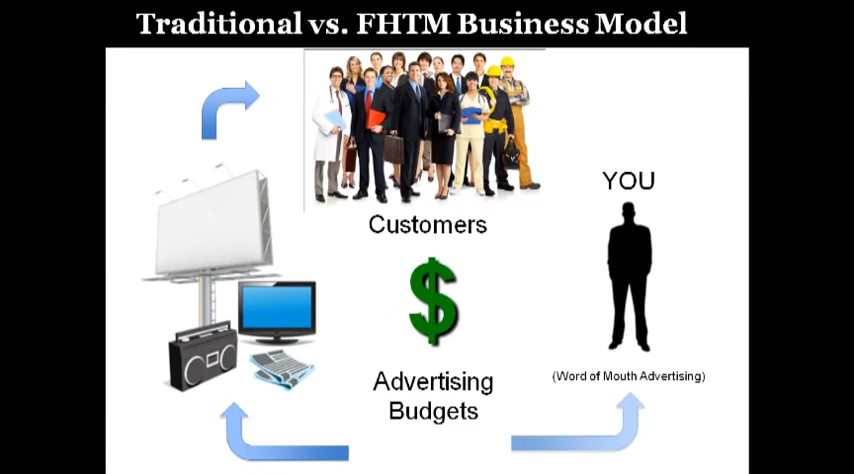 Traditional vs. FHTM Business Model
YOU
Customers
$
(Word of Mouth Advertising)
Advertising
Budgets